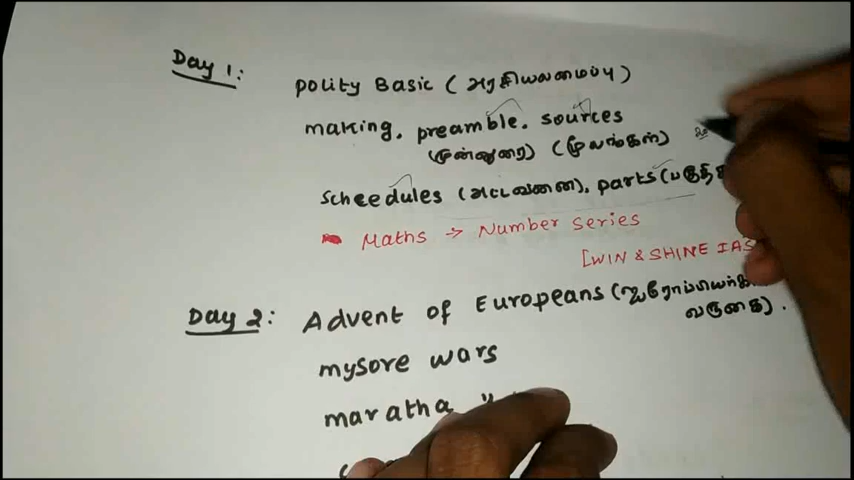 Day 1:
Polity Basic (அரசியலமைப்பு)
making. preamble. sources
(முன்னுரை) (மூலங்கள்)
scheedules (அட்டவணை). parts (பகுதி
Maths → Number Series
[WIN & SHINE IAS
Day 2: Advent of Europeans (ஐரோப்பியர்க
வருகை).
mysore wars
maratha "